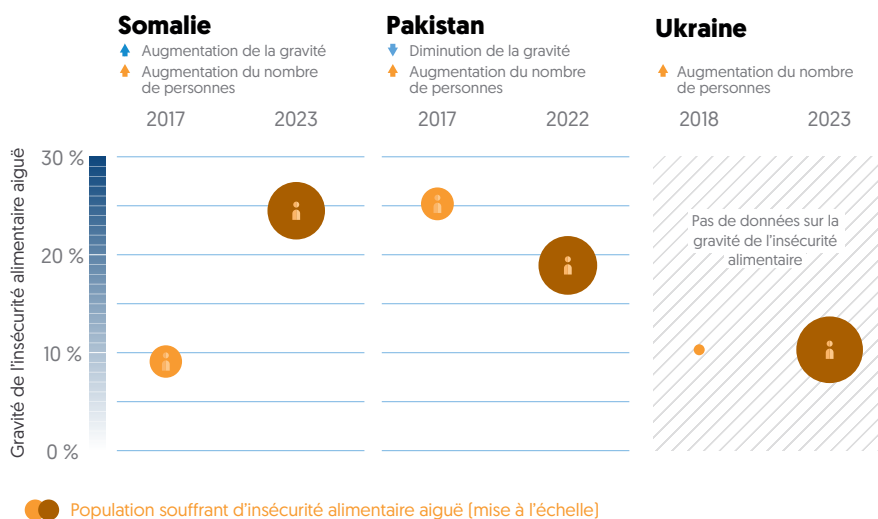 Somalie
Augmentation de la gravité
Augmentation du nombre
de personnes
2017 2023
Pakistan
Diminution de la gravité
Augmentation du nombre
de personnes
2017 2022
Ukraine
Augmentation du nombre
de personnes
2018 2023
Gravité de l'insécurité alimentaire aiguë
30 %
20 %
10 %
0 %
Pas de données sur la
gravité de l'insécurité
alimentaire
Population souffrant d'insécurité alimentaire aiguë (mise à l'échelle)